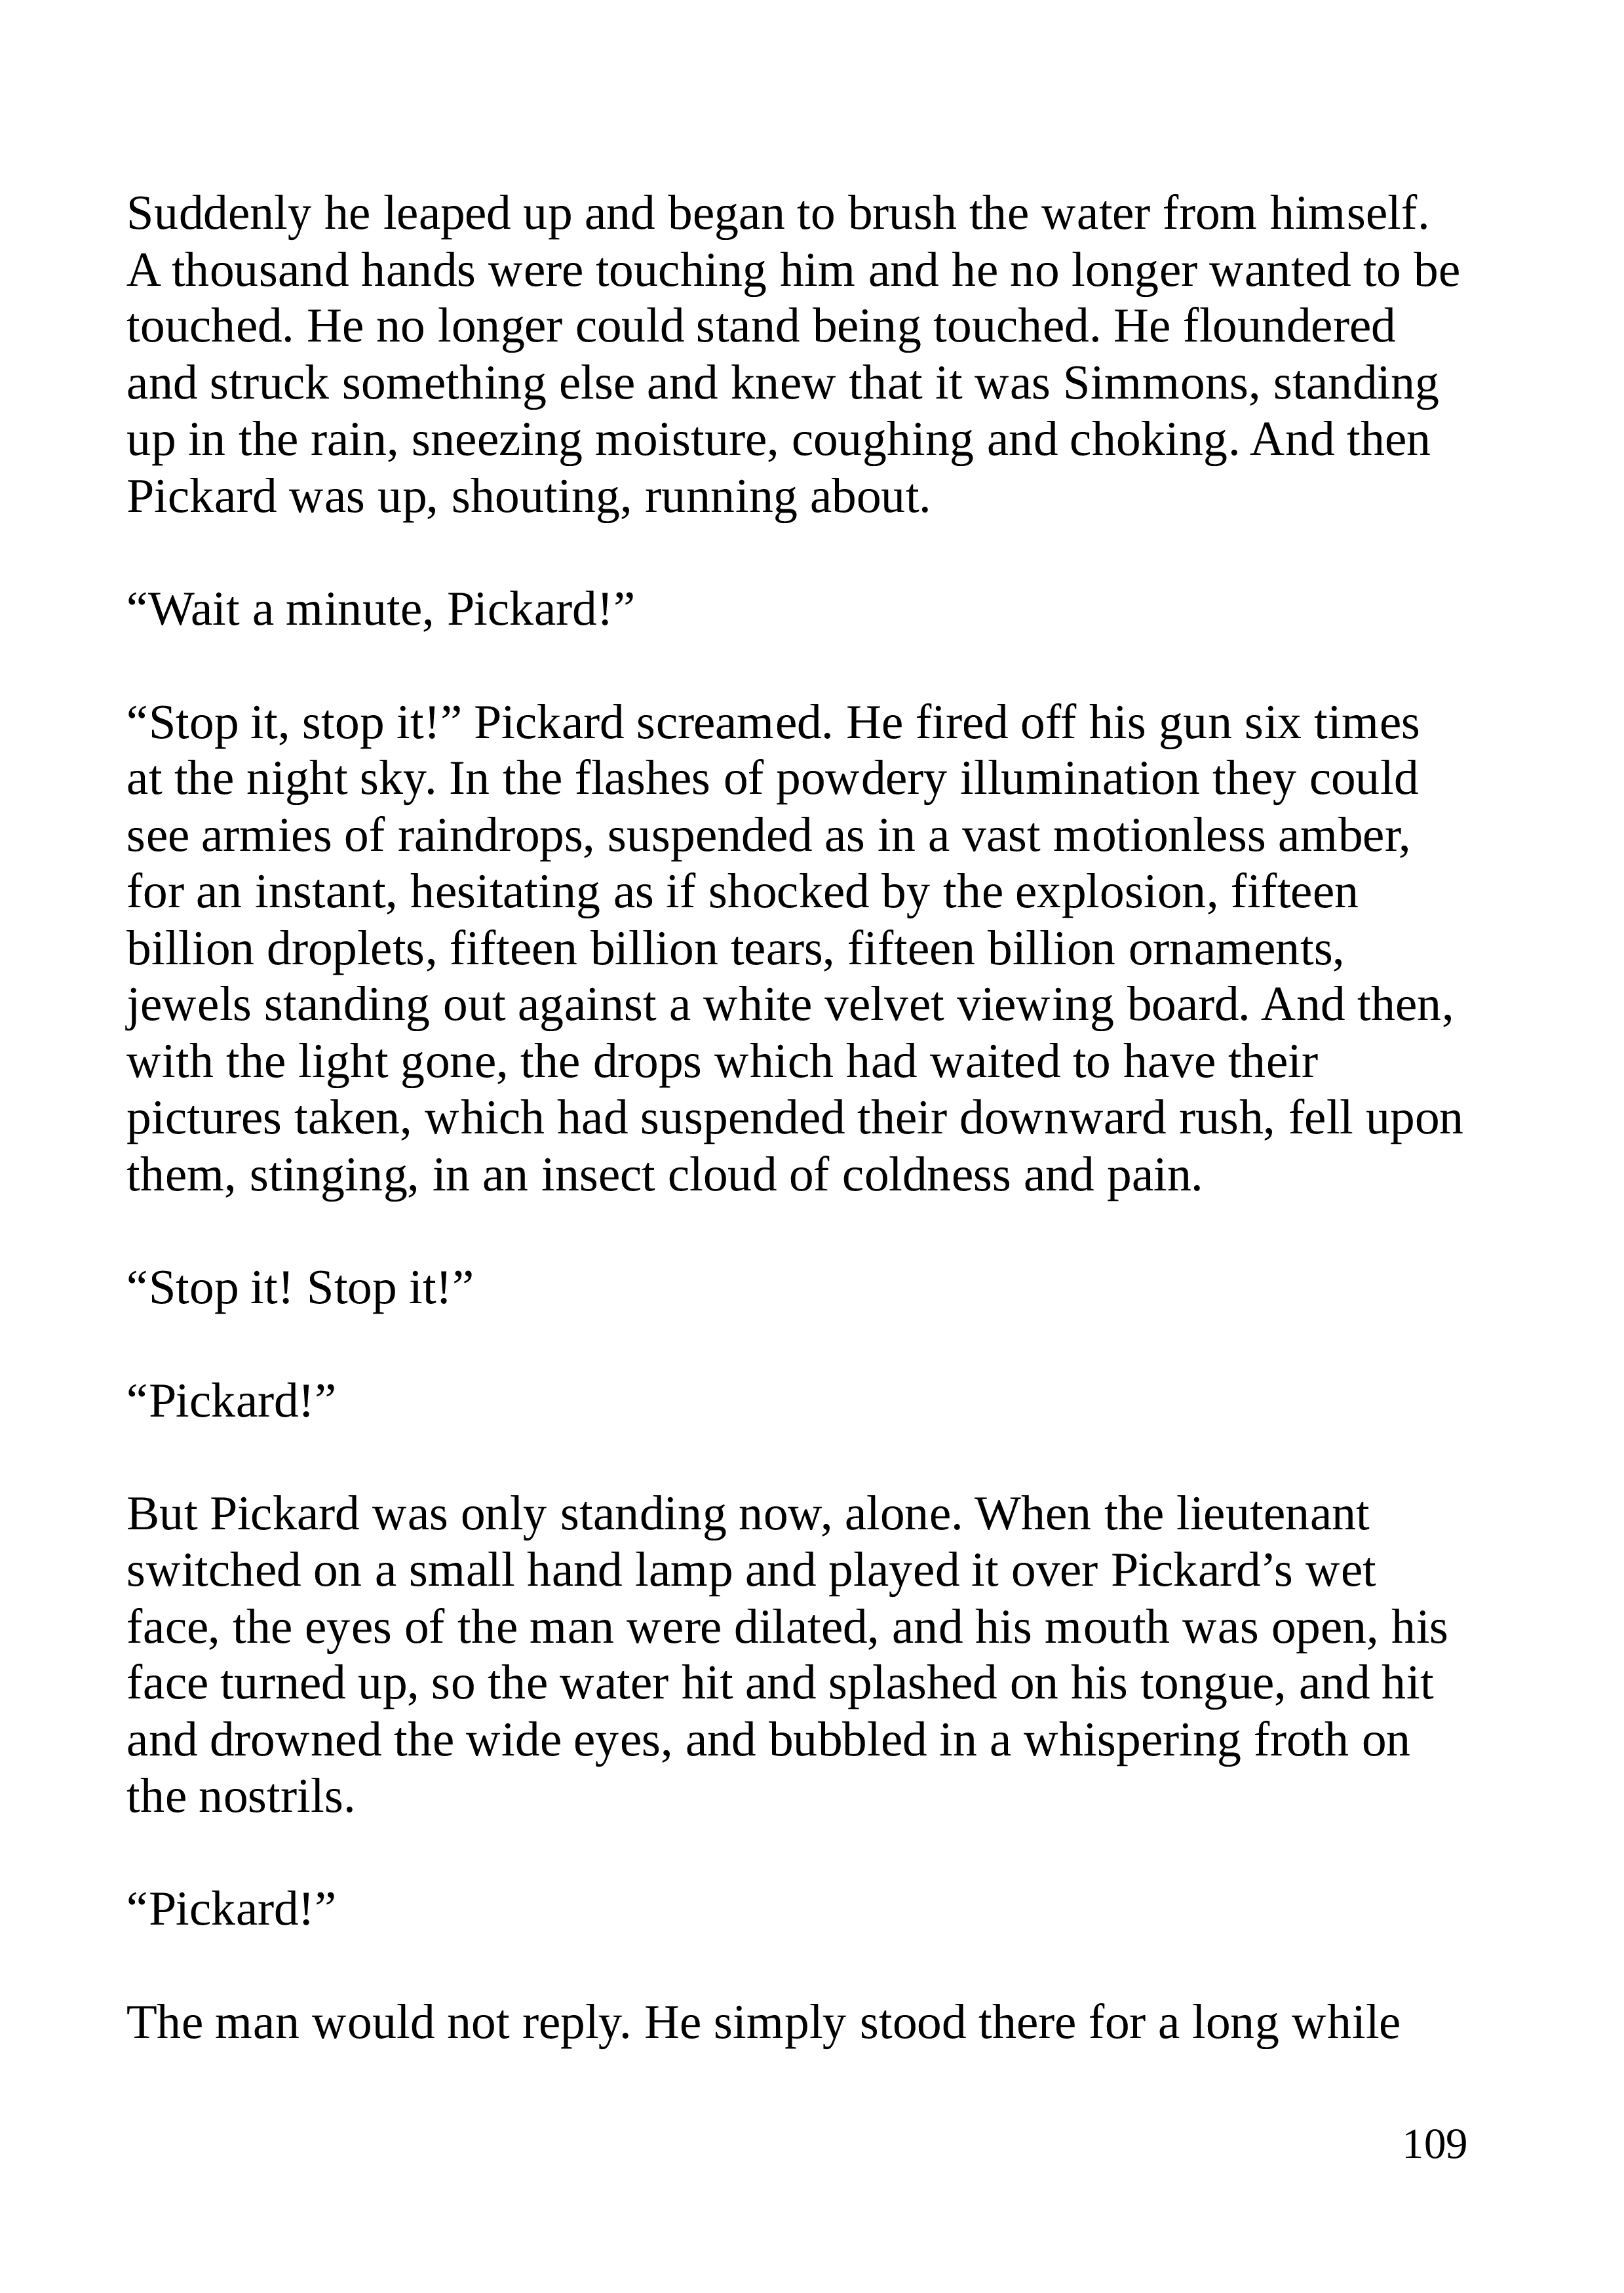 Suddenly he leaped up and began to brush the water from himself.
A thousand hands were touching him and he no longer wanted to be
touched. He no longer could stand being touched. He floundered
and struck something else and knew that it was Simmons, standing
up in the rain, sneezing moisture, coughing and choking. And then
Pickard was up, shouting, running about.
“Wait a minute, Pickard!”
“Stop it, stop it!” Pickard screamed. He fired off his gun six times
at the night sky. In the flashes of powdery illumination they could
see armies of raindrops, suspended as in a vast motionless amber,
for an instant, hesitating as if shocked by the explosion, fifteen
billion droplets, fifteen billion tears, fifteen billion ornaments,
jewels standing out against a white velvet viewing board. And then,
with the light gone, the drops which had waited to have their
pictures taken, which had suspended their downward rush, fell upon
them, stinging, in an insect cloud of coldness and pain.
“Stop it! Stop it!”
“Pickard!”
But Pickard was only standing now, alone. When the lieutenant
switched on a small hand lamp and played it over Pickard’s wet
face, the eyes of the man were dilated, and his mouth was open, his
face turned up, so the water hit and splashed on his tongue, and hit
and drowned the wide eyes, and bubbled in a whispering froth on
the nostrils.
“Pickard!”
The man would not reply. He simply stood there for a long while
109